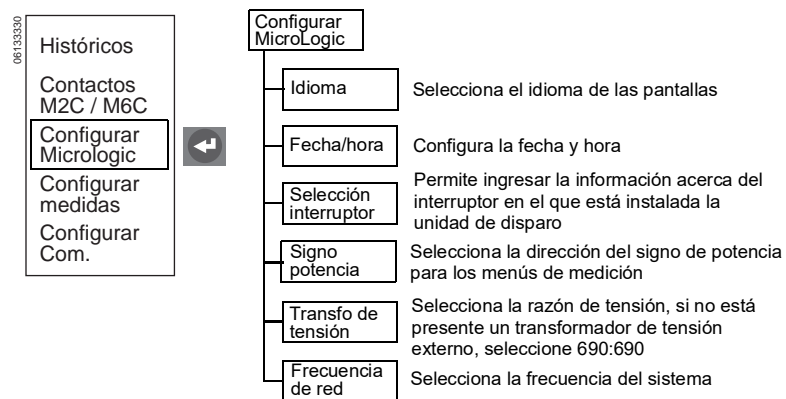 06133330
Históricos
Contactos
M2C / M6C
Configurar
Micrologic
Configurar
medidas
Configurar
Com.
Configurar
MicroLogic
Idioma
Selecciona el idioma de las pantallas
Fecha/hora
Configura la fecha y hora
Selección
interruptor
Permite ingresar la información acerca del
interruptor en el que está instalada la
unidad de disparo
Signo
potencia
Selecciona la dirección del signo de potencia
para los menús de medición
Transfo de
tensión
Selecciona la razón de tensión, si no está
presente un transformador de tensión
externo, seleccione 690:690
Frecuencia
de red
Selecciona la frecuencia del sistema